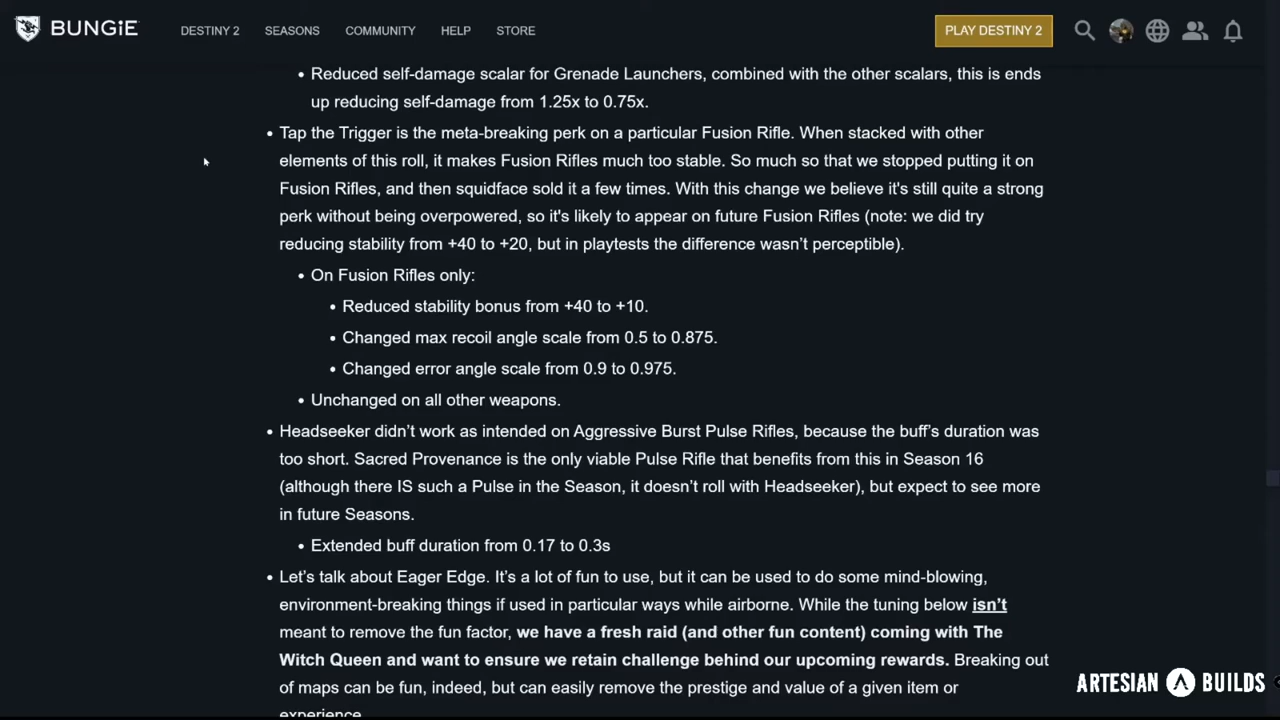 BUNGiE
DESTINY 2 SEASONS COMMUNITY HELP STORE
PLAY DESTINY 2
• Reduced self-damage scalar for Grenade Launchers, combined with the other scalars, this is ends
up reducing self-damage from 1.25x to 0.75x.
• Tap the Trigger is the meta-breaking perk on a particular Fusion Rifle. When stacked with other
elements of this roll, it makes Fusion Rifles much too stable. So much so that we stopped putting it on
Fusion Rifles, and then squidface sold it a few times. With this change we believe it's still quite a strong
perk without being overpowered, so it's likely to appear on future Fusion Rifles (note: we did try
reducing stability from +40 to +20, but in playtests the difference wasn’t perceptible).
• On Fusion Rifles only:
• Reduced stability bonus from +40 to +10.
• Changed max recoil angle scale from 0.5 to 0.875.
• Changed error angle scale from 0.9 to 0.975.
• Unchanged on all other weapons.
• Headseeker didn’t work as intended on Aggressive Burst Pulse Rifles, because the buff’s duration was
too short. Sacred Provenance is the only viable Pulse Rifle that benefits from this in Season 16
(although there IS such a Pulse in the Season, it doesn’t roll with Headseeker), but expect to see more
in future Seasons.
• Extended buff duration from 0.17 to 0.3s
• Let’s talk about Eager Edge. It’s a lot of fun to use, but it can be used to do some mind-blowing,
environment-breaking things if used in particular ways while airborne. While the tuning below isn’t
meant to remove the fun factor, we have a fresh raid (and other fun content) coming with The
Witch Queen and want to ensure we retain challenge behind our upcoming rewards. Breaking out
of maps can be fun, indeed, but can easily remove the prestige and value of a given item or
experience.
ARTESIAN BUILDS